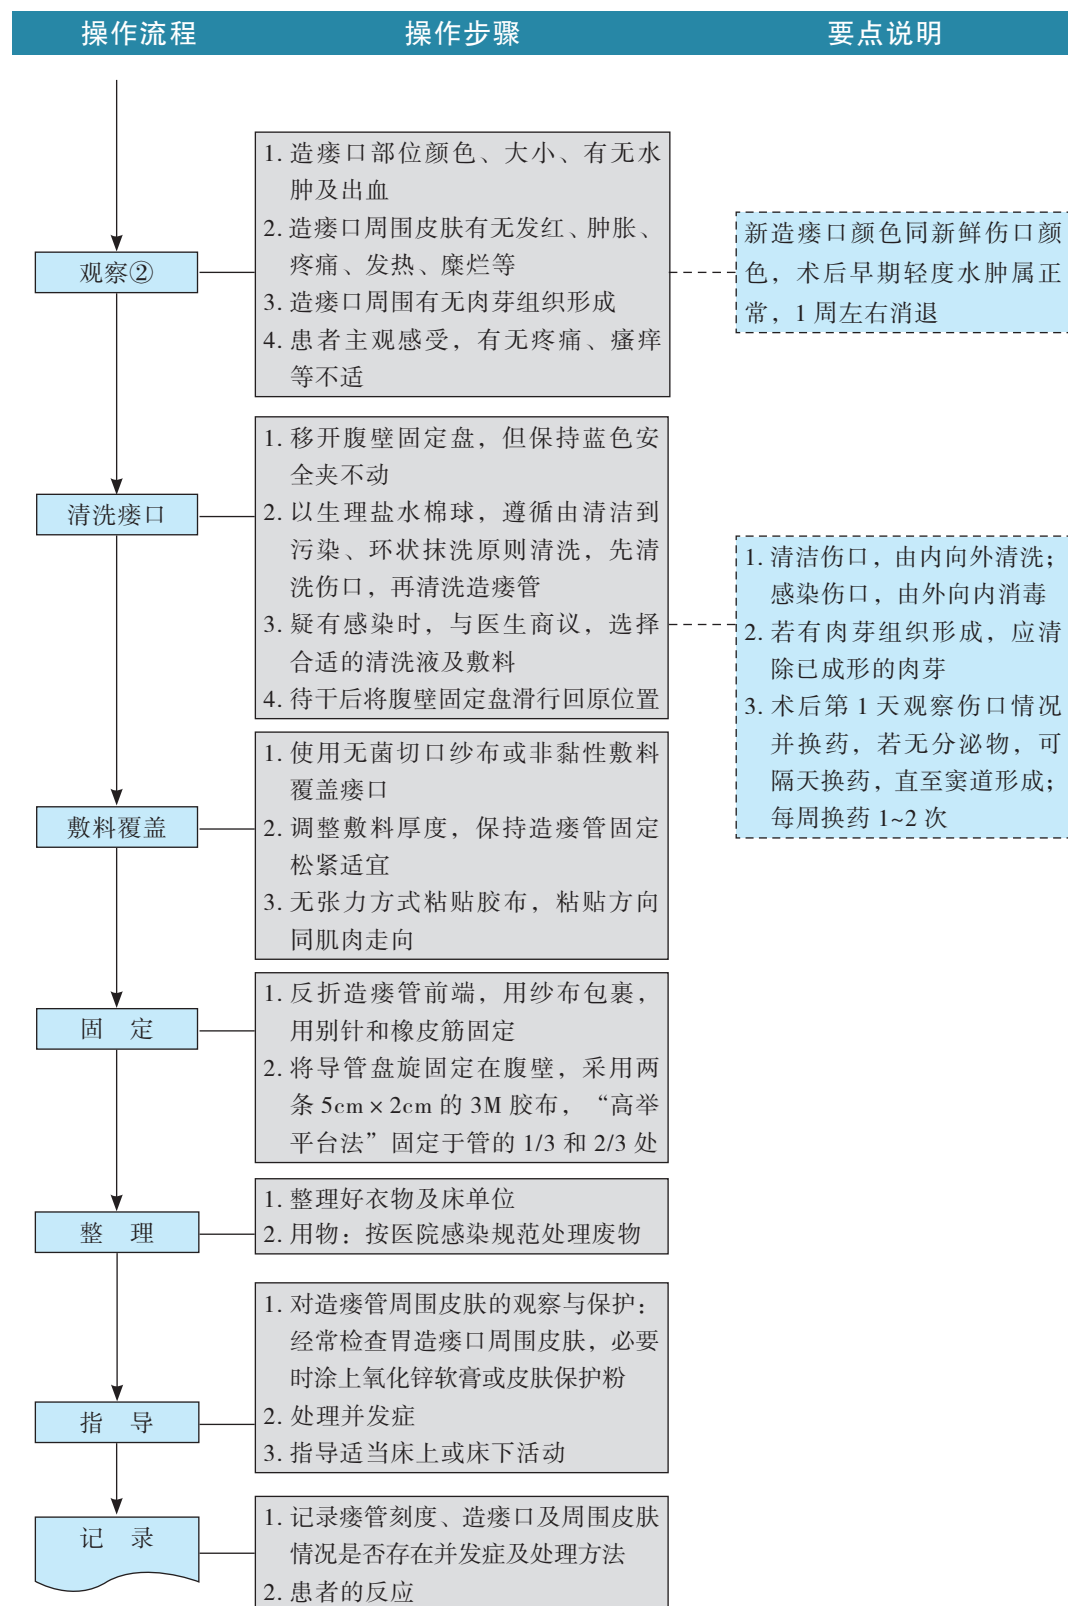 操作流程 操作步骤 要点说明
观察②
1. 造瘘口部位颜色、大小、有无水
肿及出血
2. 造瘘口周围皮肤有无发红、肿胀、
疼痛、发热、糜烂等
3. 造瘘口周围有无肉芽组织形成
4. 患者主观感受，有无疼痛、瘙痒
等不适
新造瘘口颜色同新鲜伤口颜
色，术后早期轻度水肿属正
常，1 周左右消退
清洗瘘口
1. 移开腹壁固定盘，但保持蓝色安
全夹不动
2. 以生理盐水棉球，遵循由清洁到
污染、环状抹洗原则清洗，先清
洗伤口，再清洗造瘘管
3. 疑有感染时，与医生商议，选择
合适的清洗液及敷料
4. 待干后将腹壁固定盘滑行回原位置
1. 清洁伤口，由内向外清洗；
感染伤口，由外向内消毒
2. 若有肉芽组织形成，应清
除已成形的肉芽
3. 术后第 1 天观察伤口情况
并换药，若无分泌物，可
隔天换药，直至窦道形成；
每周换药 1~2 次
敷料覆盖
1. 使用无菌切口纱布或非黏性敷料
覆盖瘘口
2. 调整敷料厚度，保持造瘘管固定
松紧适宜
3. 无张力方式粘贴胶布，粘贴方向
同肌肉走向
固 定
1. 反折造瘘管前端，用纱布包裹，
用别针和橡皮筋固定
2. 将导管盘旋固定在腹壁，采用两
条 5cm × 2cm 的 3M 胶布，“高举
平台法”固定于管的 1/3 和 2/3 处
整 理
1. 整理好衣物及床单位
2. 用物：按医院感染规范处理废物
指 导
1. 对造瘘管周围皮肤的观察与保护：
经常检查胃造瘘口周围皮肤，必要
时涂上氧化锌软膏或皮肤保护粉
2. 处理并发症
3. 指导适当床上或床下活动
记 录
1. 记录瘘管刻度、造瘘口及周围皮肤
情况是否存在并发症及处理方法
2. 患者的反应